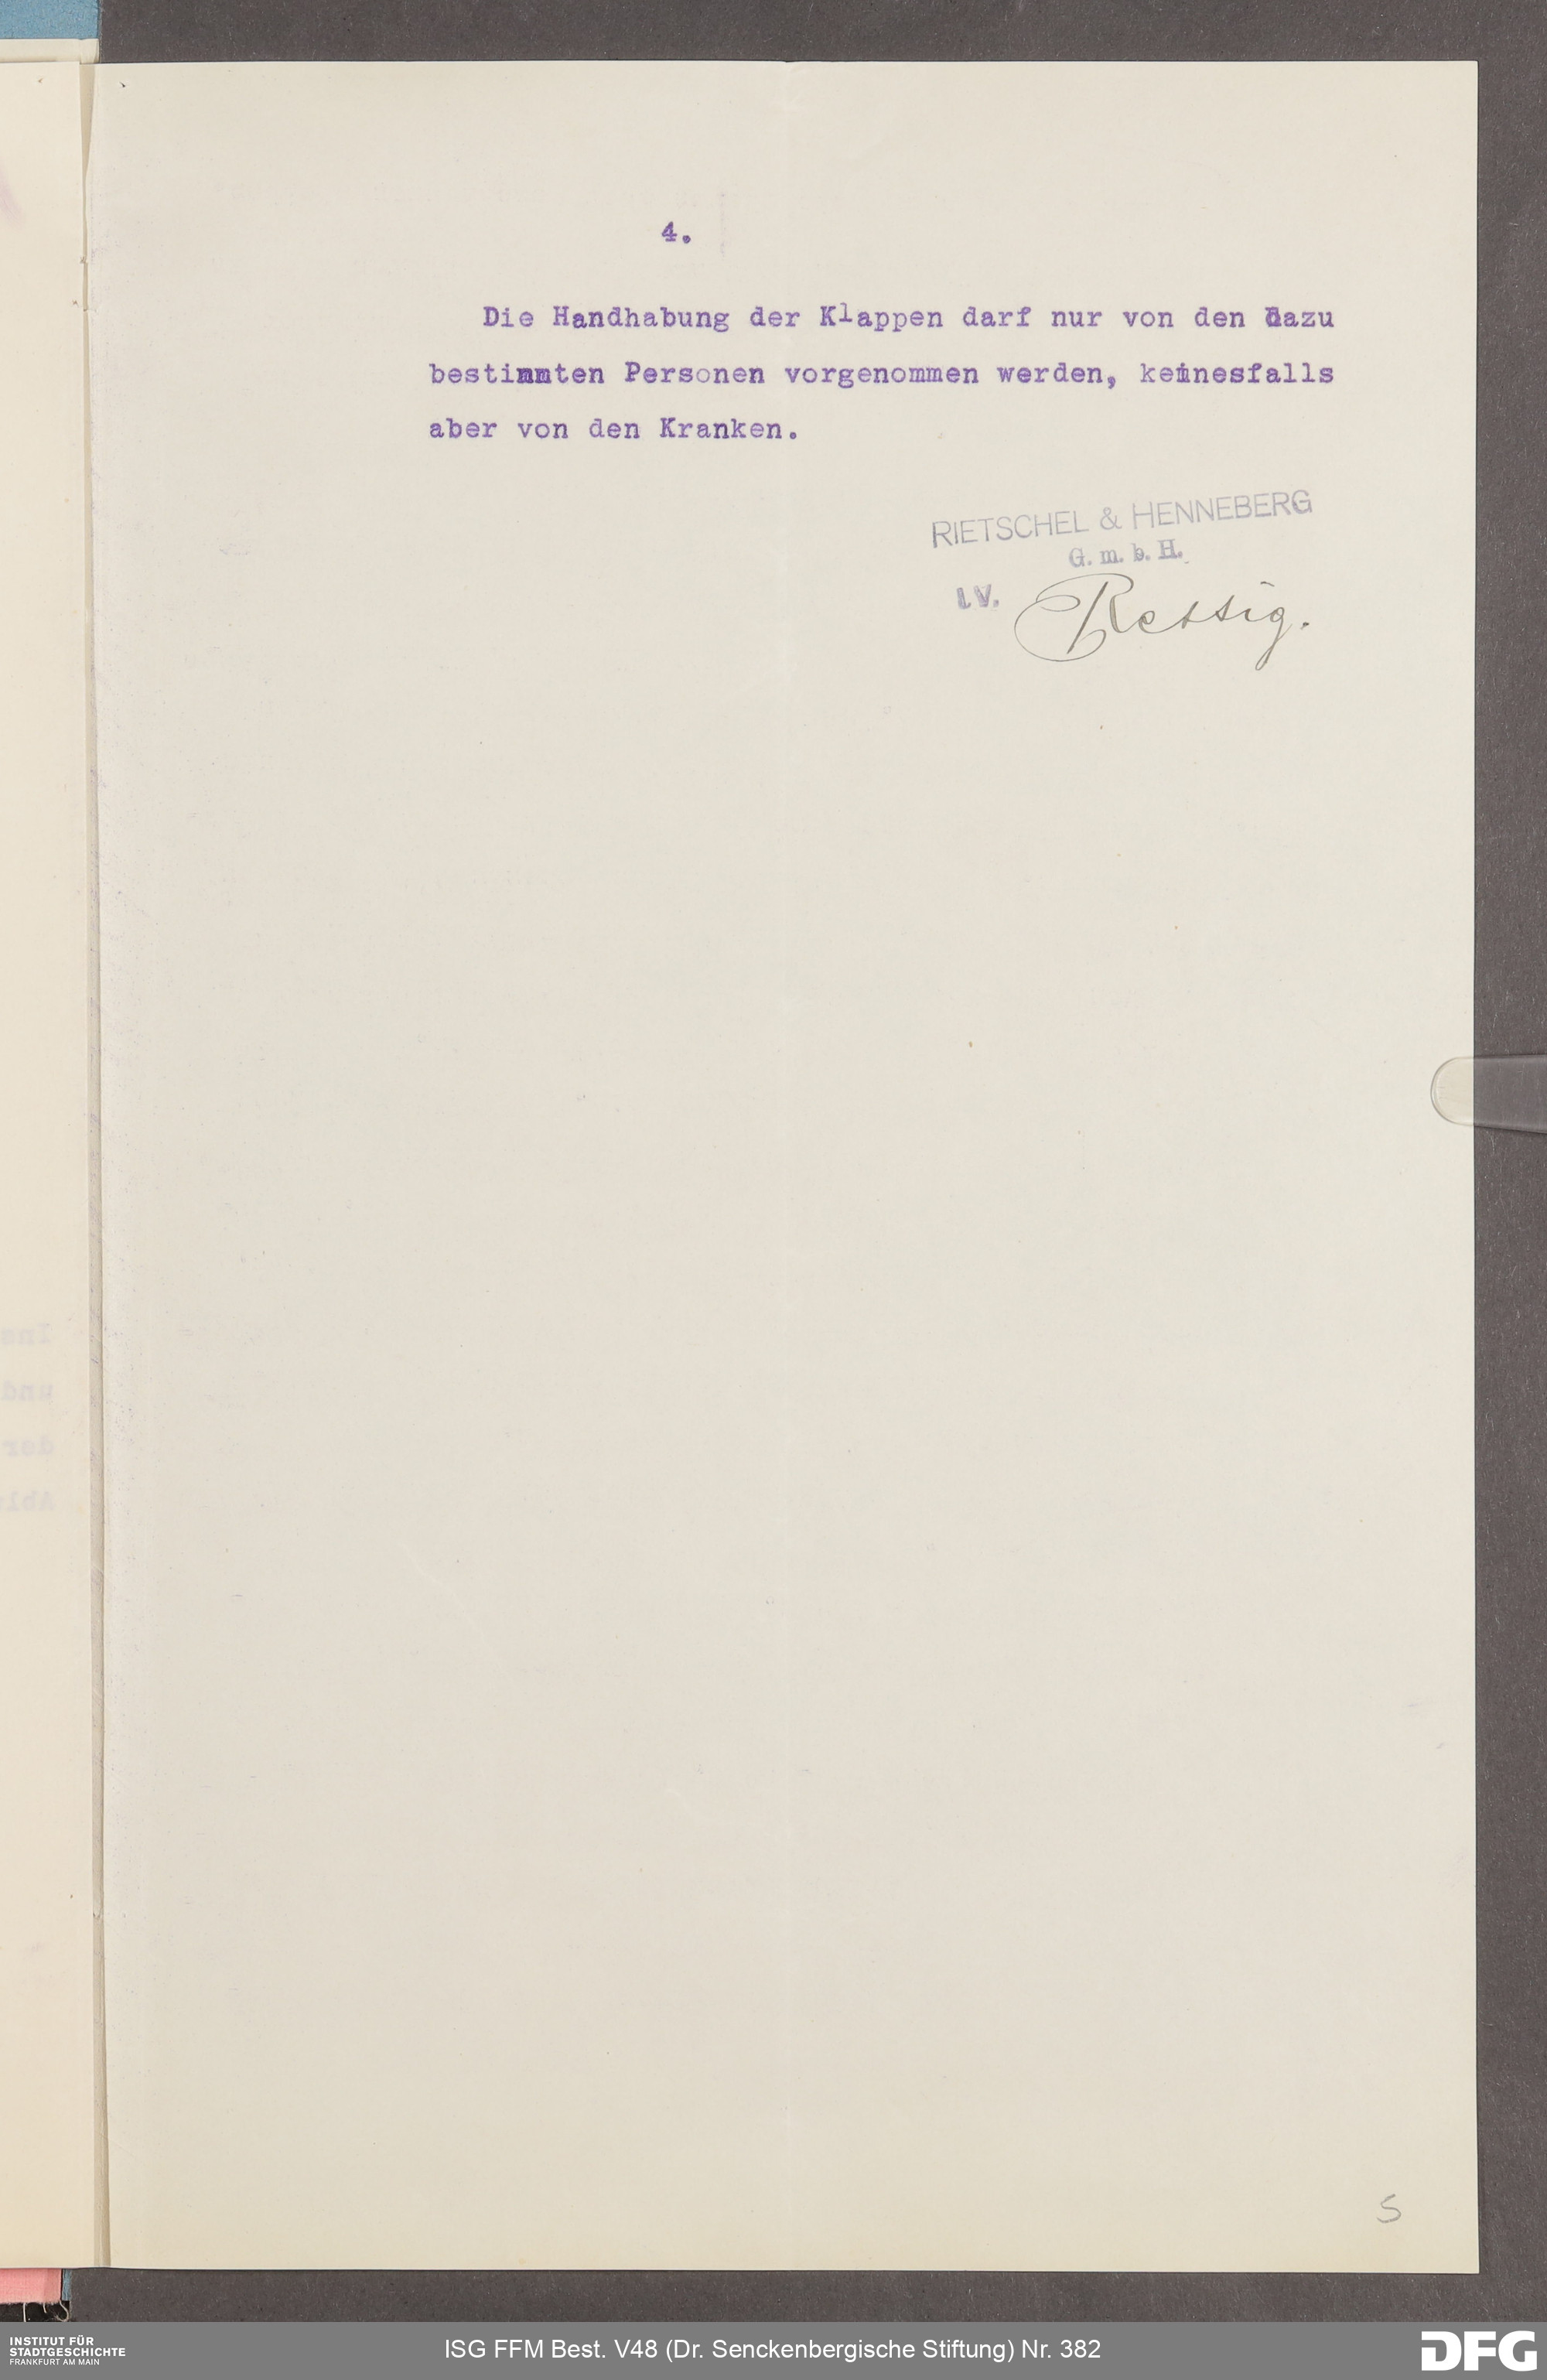 4.
Die Handhabung der Klappen darf nur von den dazu
bestimmten Personen vorgenommen werden, keinesfalls
aber von den Kranken.
RIETSCHEL & HENNEBERG
G. m. b. H.
I.V. Rettig.
5
INSTITUT FÜR
STADTGESCHICHTE
FRANKFURT AM MAIN
ISG FFM Best. V48 (Dr. Senckenbergische Stiftung) Nr. 382
DFG